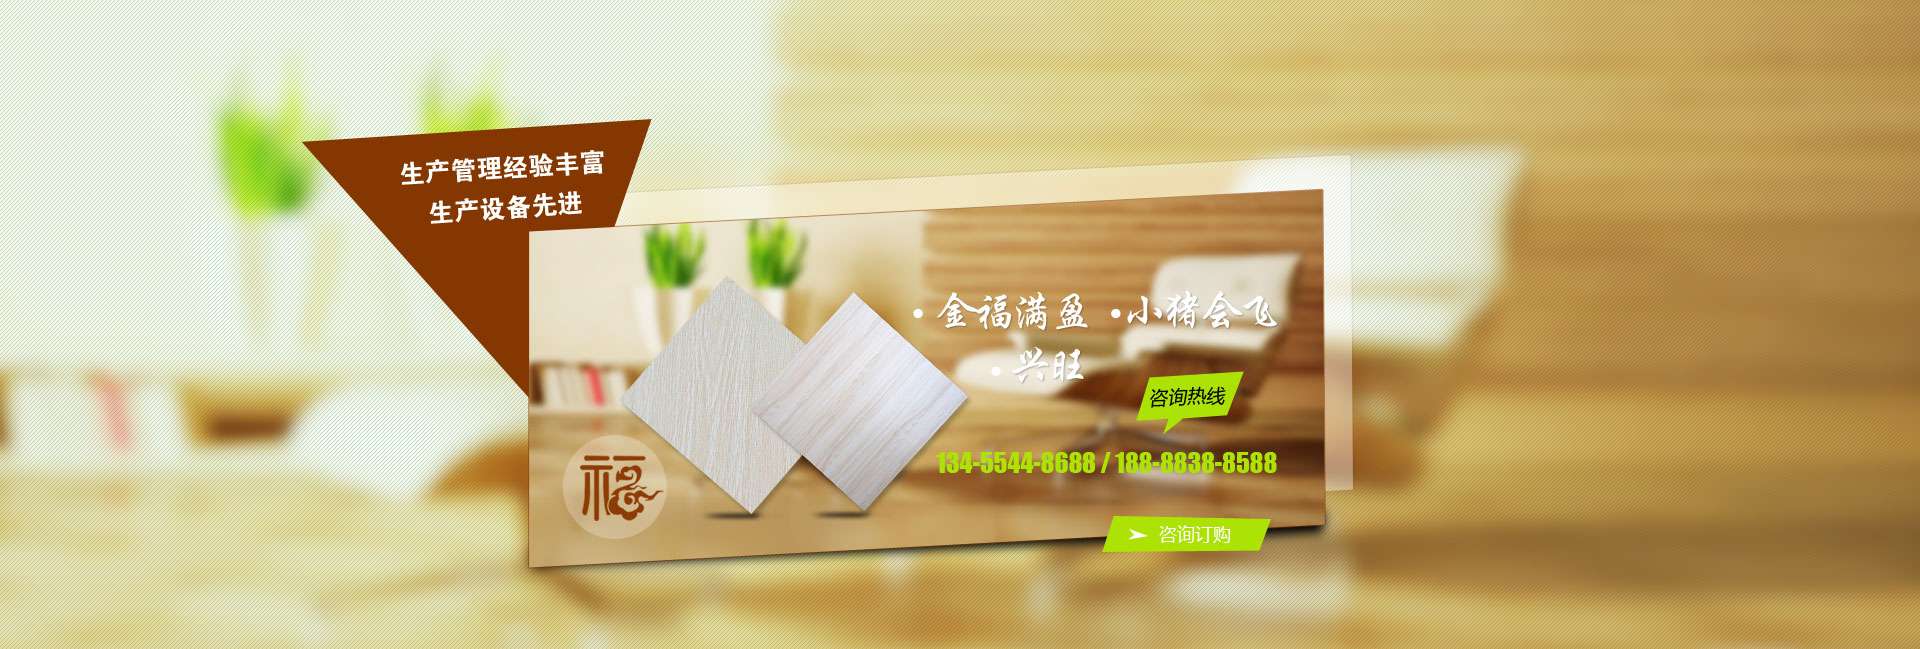 生产管理经验丰富
生产设备先进
• 金福满盈 • 小猪会飞
• 兴旺
咨询热线
134-5544-8688 / 188-8838-8588
福
➤ 咨询订购